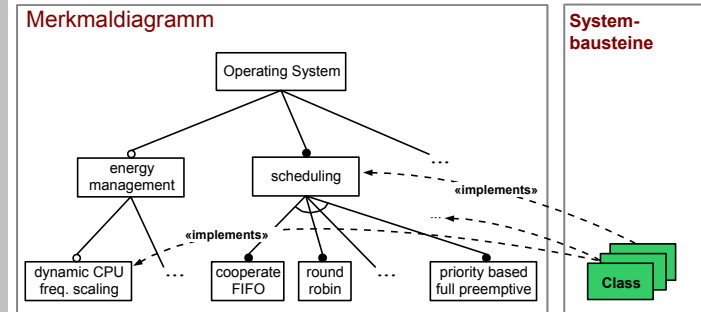 Merkmaldiagramm
System-
bausteine
Operating System
energy
management
scheduling
...
«implements»
«implements»
...
dynamic CPU
freq. scaling
...
cooperate
FIFO
round
robin
...
priority based
full preemptive
Class